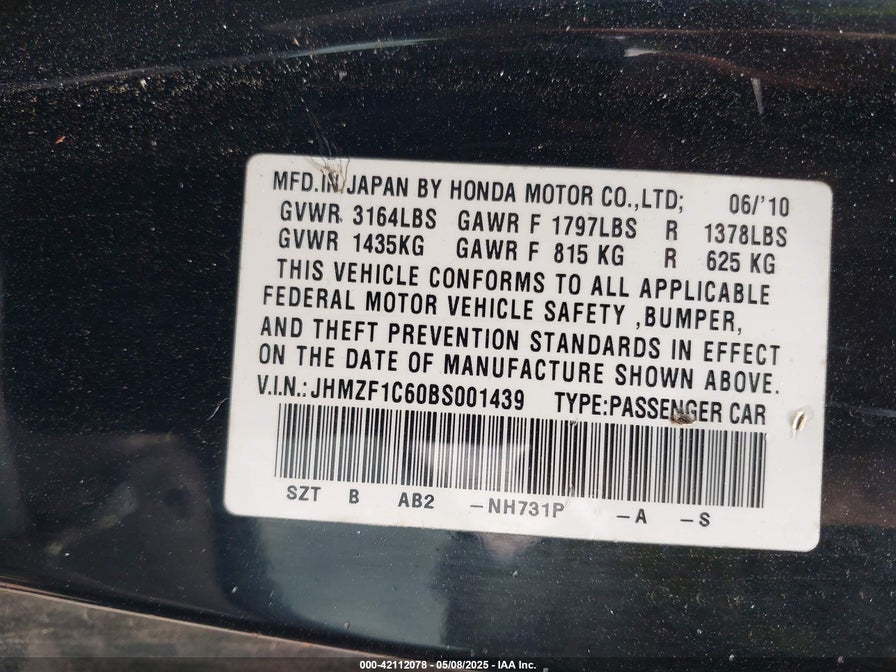 MFD.IN JAPAN BY HONDA MOTOR CO.,LTD; 06/'10
GVWR 3164LBS GAWR F 1797LBS R 1378LBS
GVWR 1435KG GAWR F 815 KG R 625 KG
THIS VEHICLE CONFORMS TO ALL APPLICABLE
FEDERAL MOTOR VEHICLE SAFETY ,BUMPER,
AND THEFT PREVENTION STANDARDS IN EFFECT
ON THE DATE OF MANUFACTURE SHOWN ABOVE.
V.I.N.: JHMZF1C60BS001439 TYPE:PASSENGER CAR
SZT B AB2 -NH731P -A -S
000-42112078 - 05/08/2025 - IAA Inc.